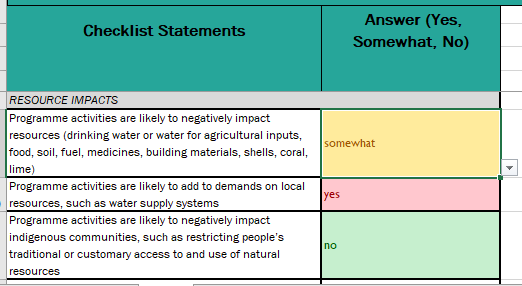 Checklist Statements
Answer (Yes,
Somewhat, No)
RESOURCE IMPACTS
Programme activities are likely to negatively impact
resources (drinking water or water for agricultural inputs,
food, soil, fuel, medicines, building materials, shells, coral,
lime)
somewhat
Programme activities are likely to add to demands on local
resources, such as water supply systems
yes
Programme activities are likely to negatively impact
indigenous communities, such as restricting people's
traditional or customary access to and use of natural
resources
no